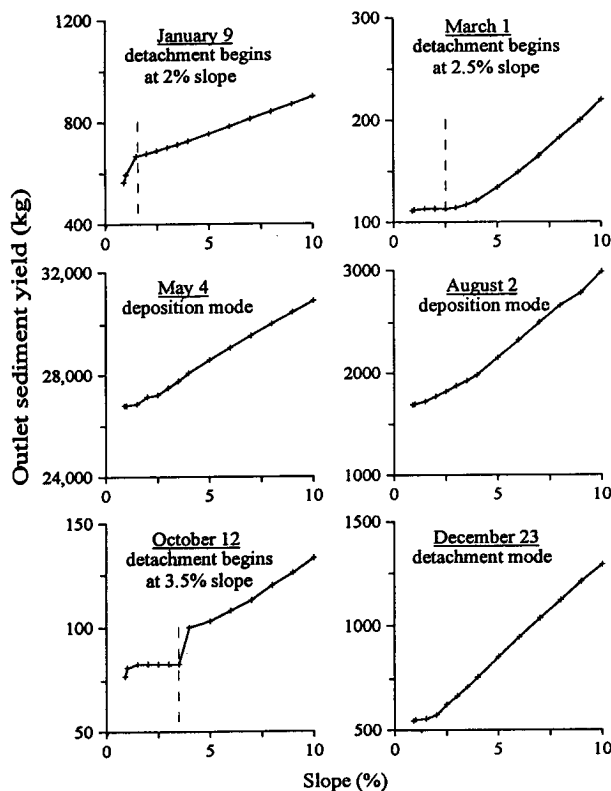 Outlet sediment yield (kg)
January 9
detachment begins
at 2% slope
1200
800
400
0
5
10
March 1
detachment begins
at 2.5% slope
300
200
100
0
5
10
May 4
deposition mode
32,000
28,000
24,000
0
5
10
August 2
deposition mode
3000
2000
1000
0
5
10
October 12
detachment begins
at 3.5% slope
150
100
50
0
5
10
December 23
detachment mode
1500
1000
500
0
5
10
Slope (%)